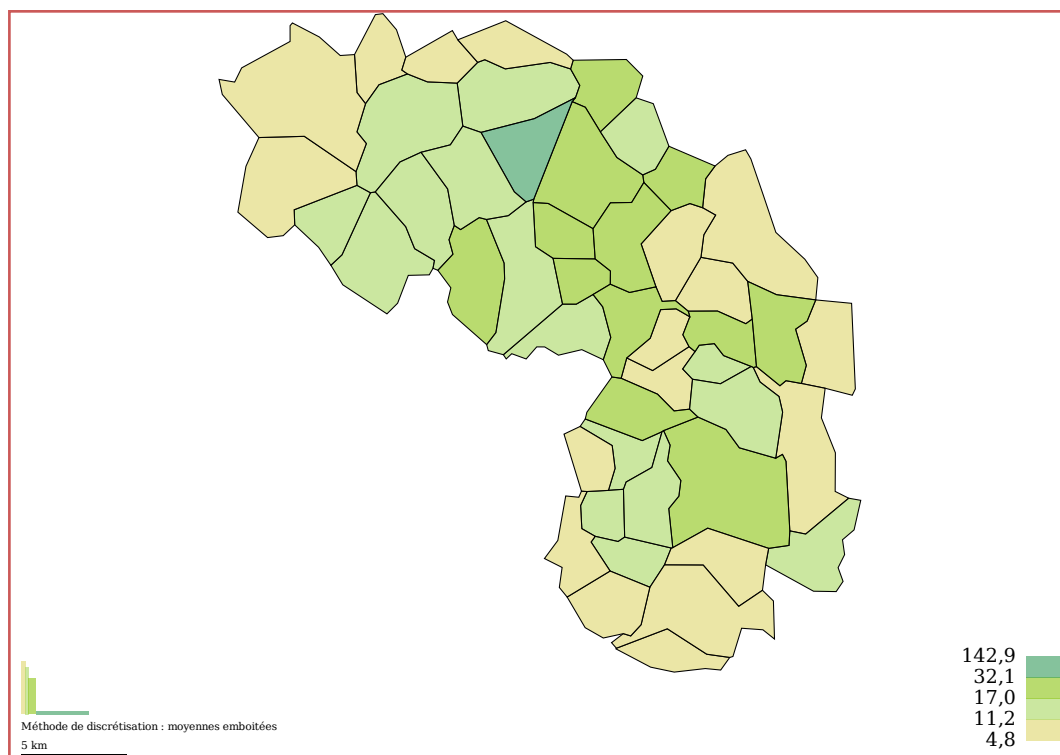 142,9
32,1
17,0
11,2
4,8
Méthode de discrétisation : moyennes emboitées
5 km